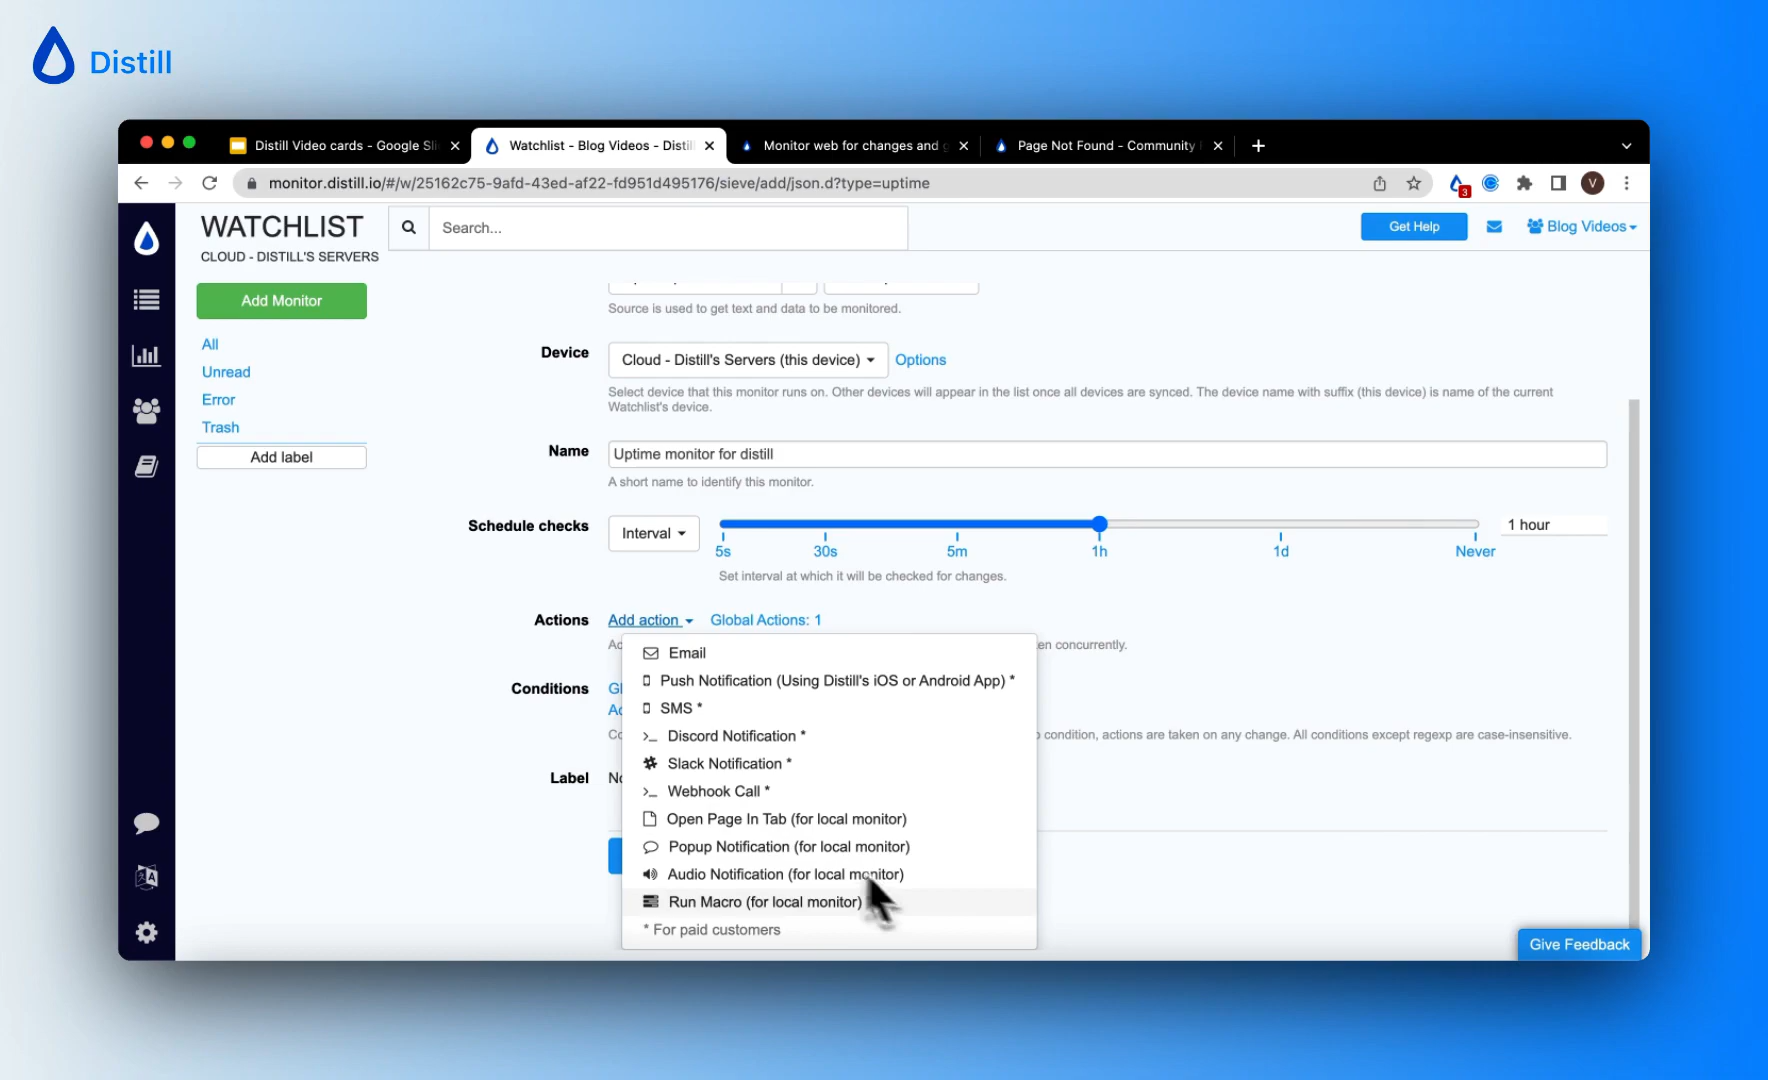 Distill
Distill Video cards - Google Sli
Watchlist - Blog Videos - Distill
Monitor web for changes and g
Page Not Found - Community
monitor.distill.io/#/w/25162c75-9afd-43ed-af22-fd951d495176/sieve/add/json.d?type=uptime
3
V
WATCHLIST
CLOUD - DISTILL'S SERVERS
Search...
Get Help
Blog Videos
Add Monitor
All
Unread
Error
Trash
Add label
Source is used to get text and data to be monitored.
Device
Cloud - Distill's Servers (this device)
Options
Select device that this monitor runs on. Other devices will appear in the list once all devices are synced. The device name with suffix (this device) is name of the current
Watchlist's device.
Name
Uptime monitor for distill
A short name to identify this monitor.
Schedule checks
Interval
1 hour
5s 30s 5m 1h 1d Never
Set interval at which it will be checked for changes.
Actions
Add action
Global Actions: 1
en concurrently.
Email
Push Notification (Using Distill's iOS or Android App) *
SMS *
Discord Notification *
Slack Notification *
Webhook Call *
Open Page In Tab (for local monitor)
Popup Notification (for local monitor)
Audio Notification (for local monitor)
Run Macro (for local monitor)
* For paid customers
Conditions
condition, actions are taken on any change. All conditions except regexp are case-insensitive.
Label
Give Feedback